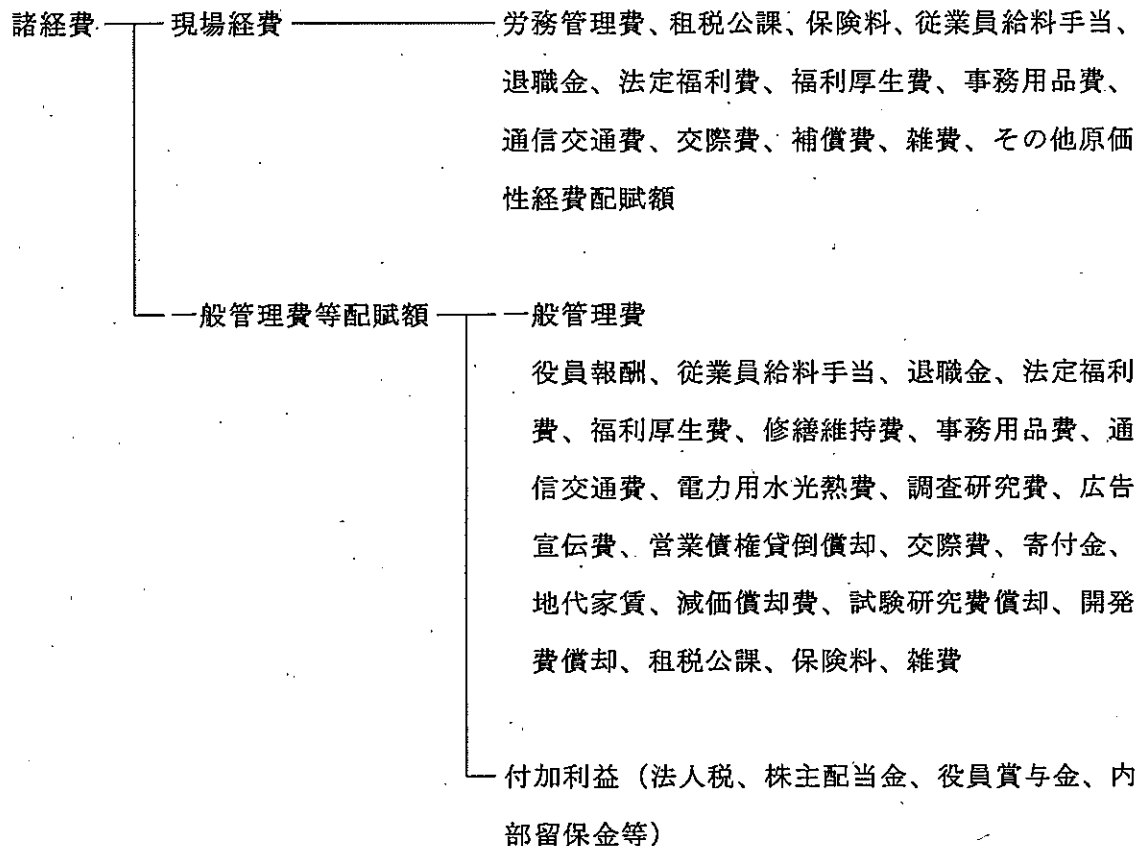 諸経費 現場経費 労務管理費、租税公課、保険料、従業員給料手当、
退職金、法定福利費、福利厚生費、事務用品費、
通信交通費、交際費、補償費、雑費、その他原価
性経費配賦額
一般管理費等配賦額 一般管理費
役員報酬、従業員給料手当、退職金、法定福利
費、福利厚生費、修繕維持費、事務用品費、通
信交通費、電力用水光熱費、調査研究費、広告
宣伝費、営業債権貸倒償却、交際費、寄付金、
地代家賃、減価償却費、試験研究費償却、開発
費償却、租税公課、保険料、雑費
付加利益（法人税、株主配当金、役員賞与金、内
部留保金等）